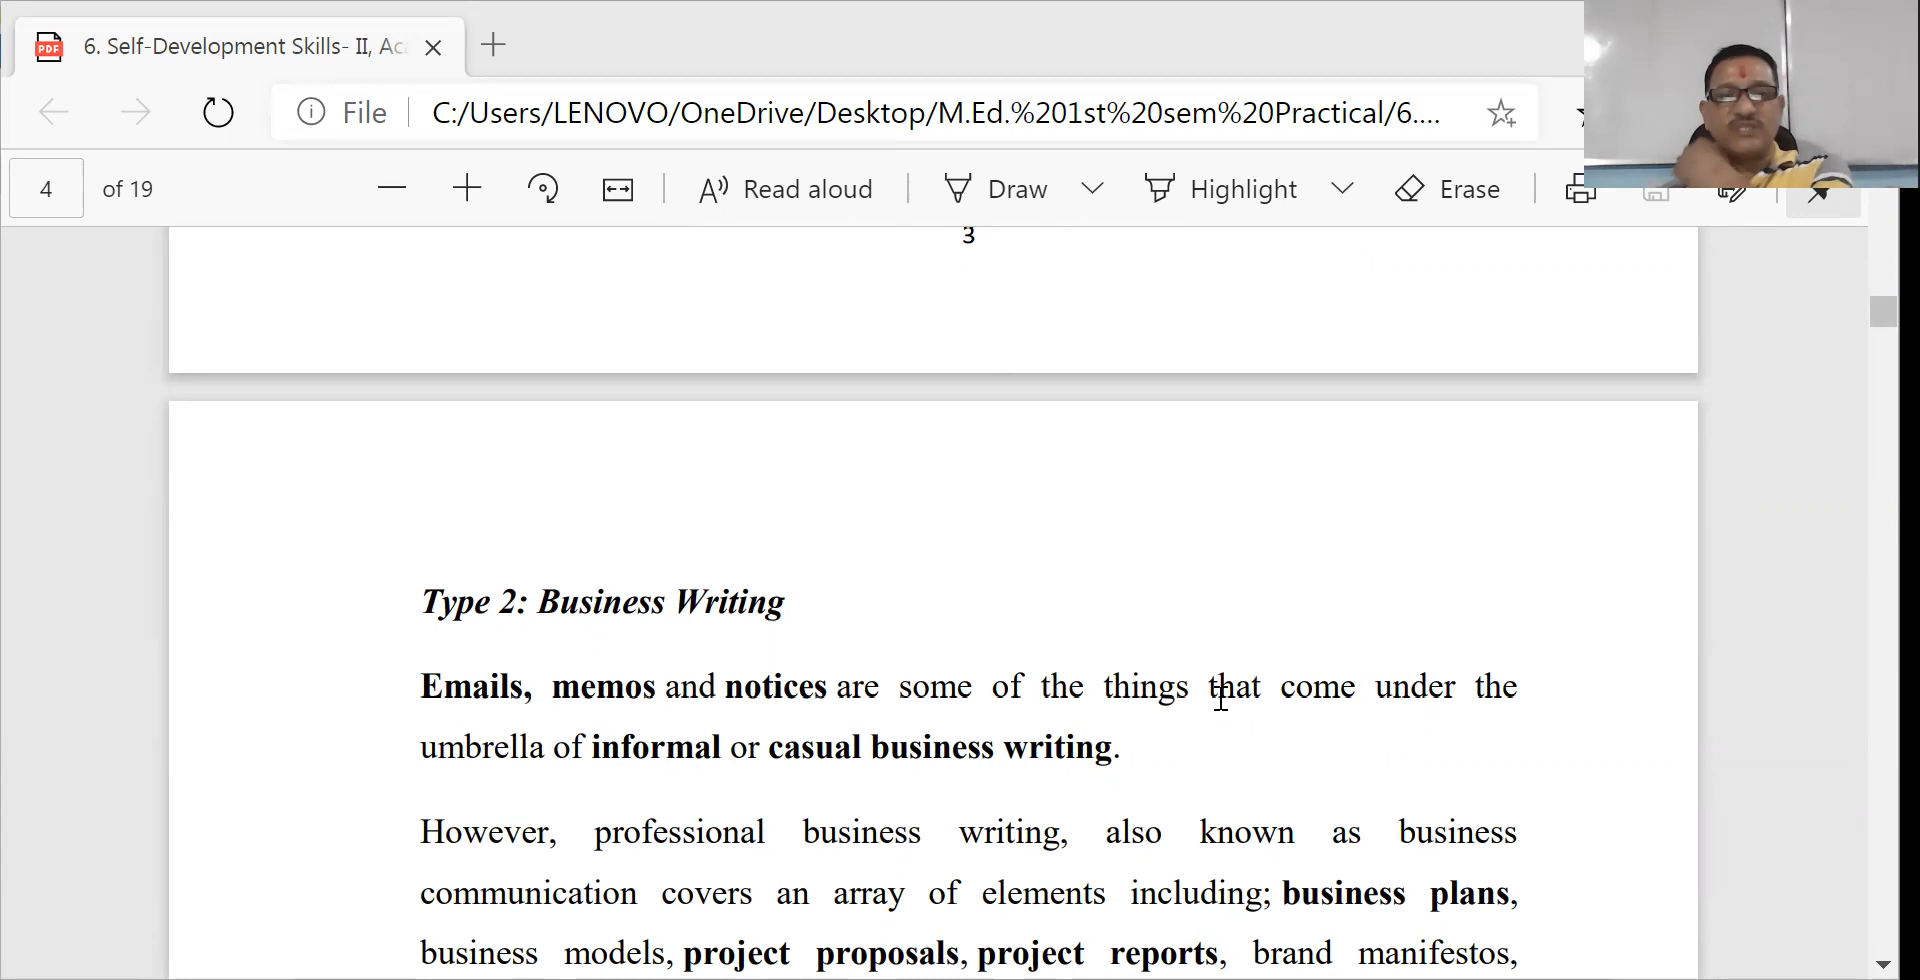 6. Self-Development Skills- II, Aca
File
C:/Users/LENOVO/OneDrive/Desktop/M.Ed.%201st%20sem%20Practical/6....
4 of 19
Read aloud
Draw
Highlight
Erase
3
Type 2: Business Writing
Emails, memos and notices are some of the things that come under the
umbrella of informal or casual business writing.
However, professional business writing, also known as business
communication covers an array of elements including; business plans,
business models, project proposals, project reports, brand manifestos,